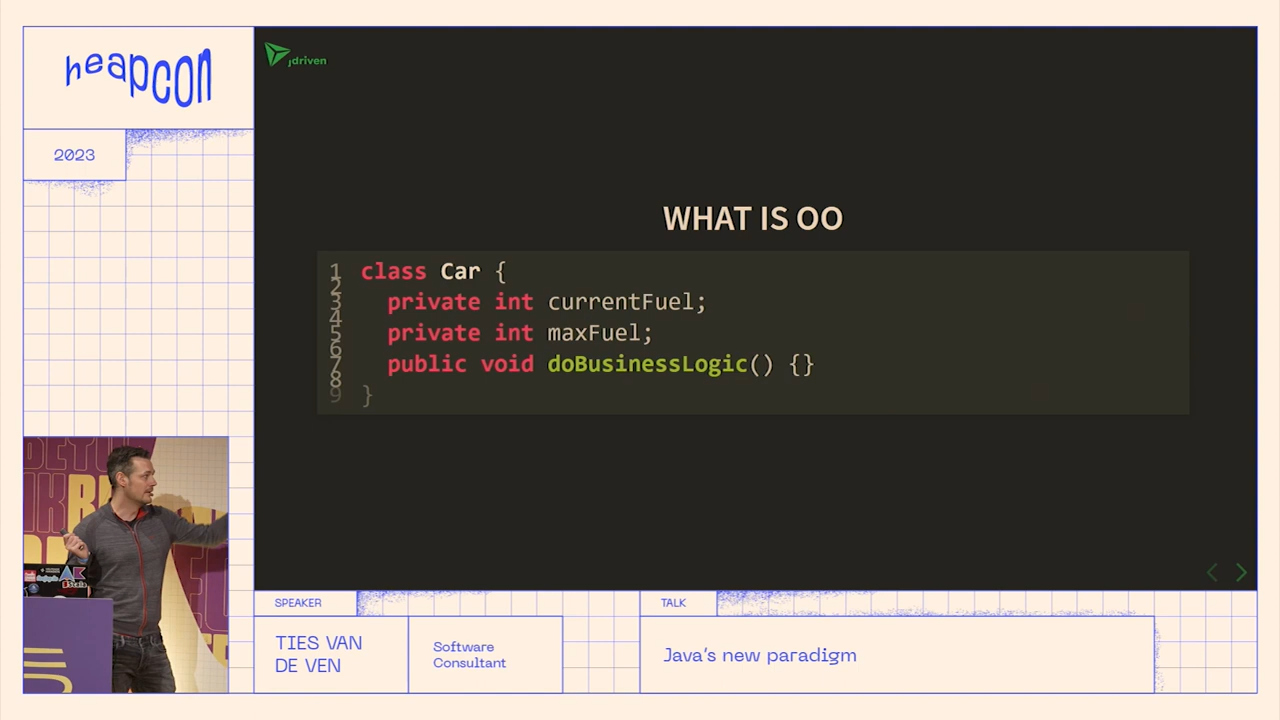 heapcon
2023
jdriven
WHAT IS OO
1 class Car {
2
3 private int currentFuel;
4
5 private int maxFuel;
6
7 public void doBusinessLogic() {}
8
9 }
SPEAKER
TIES VAN
DE VEN
Software
Consultant
TALK
Java's new paradigm